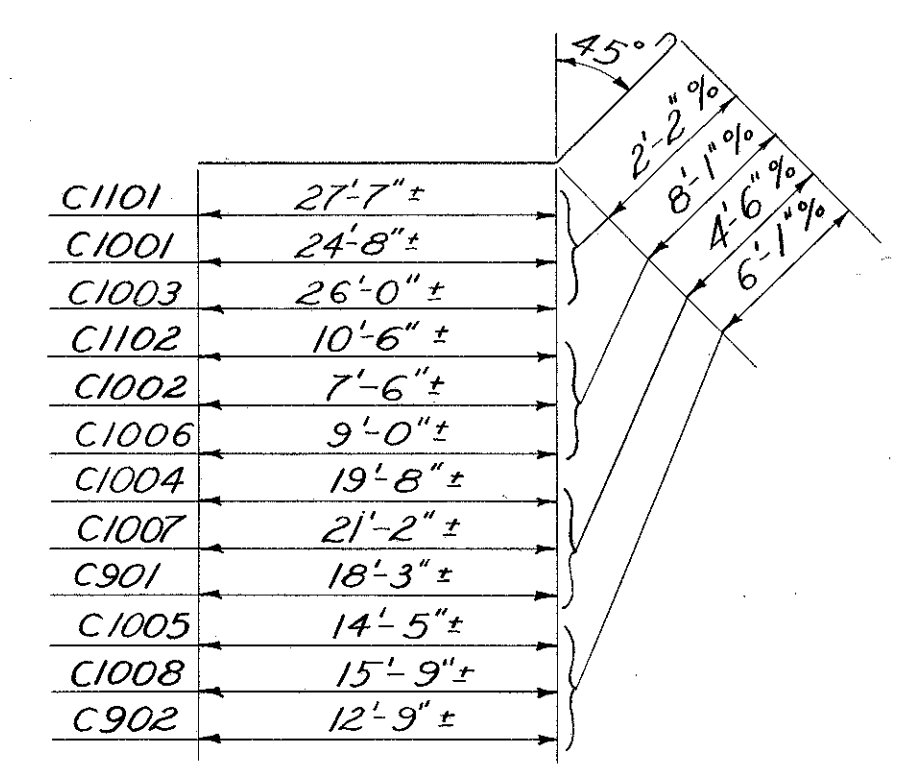 45°
2'-2" %
8'-1" %
4'-6" %
6'-1" %
C1101 27'-7" ±
C1001 24'-8" ±
C1003 26'-0" ±
C1102 10'-6" ±
C1002 7'-6" ±
C1006 9'-0" ±
C1004 19'-8" ±
C1007 21'-2" ±
C901 18'-3" ±
C1005 14'-5" ±
C1008 15'-9" ±
C902 12'-9" ±